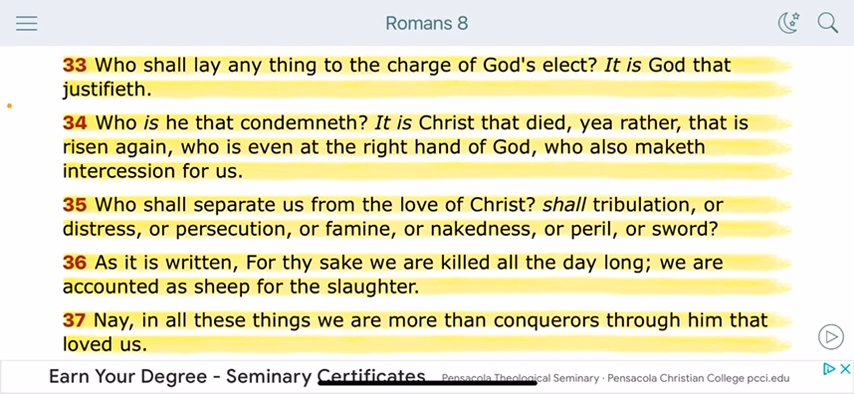 Romans 8
33 Who shall lay any thing to the charge of God's elect? It is God that
justifieth.
34 Who is he that condemneth? It is Christ that died, yea rather, that is
risen again, who is even at the right hand of God, who also maketh
intercession for us.
35 Who shall separate us from the love of Christ? shall tribulation, or
distress, or persecution, or famine, or nakedness, or peril, or sword?
36 As it is written, For thy sake we are killed all the day long; we are
accounted as sheep for the slaughter.
37 Nay, in all these things we are more than conquerors through him that
loved us.
Earn Your Degree - Seminary Certificates Pensacola Theological Seminary · Pensacola Christian College pcci.edu